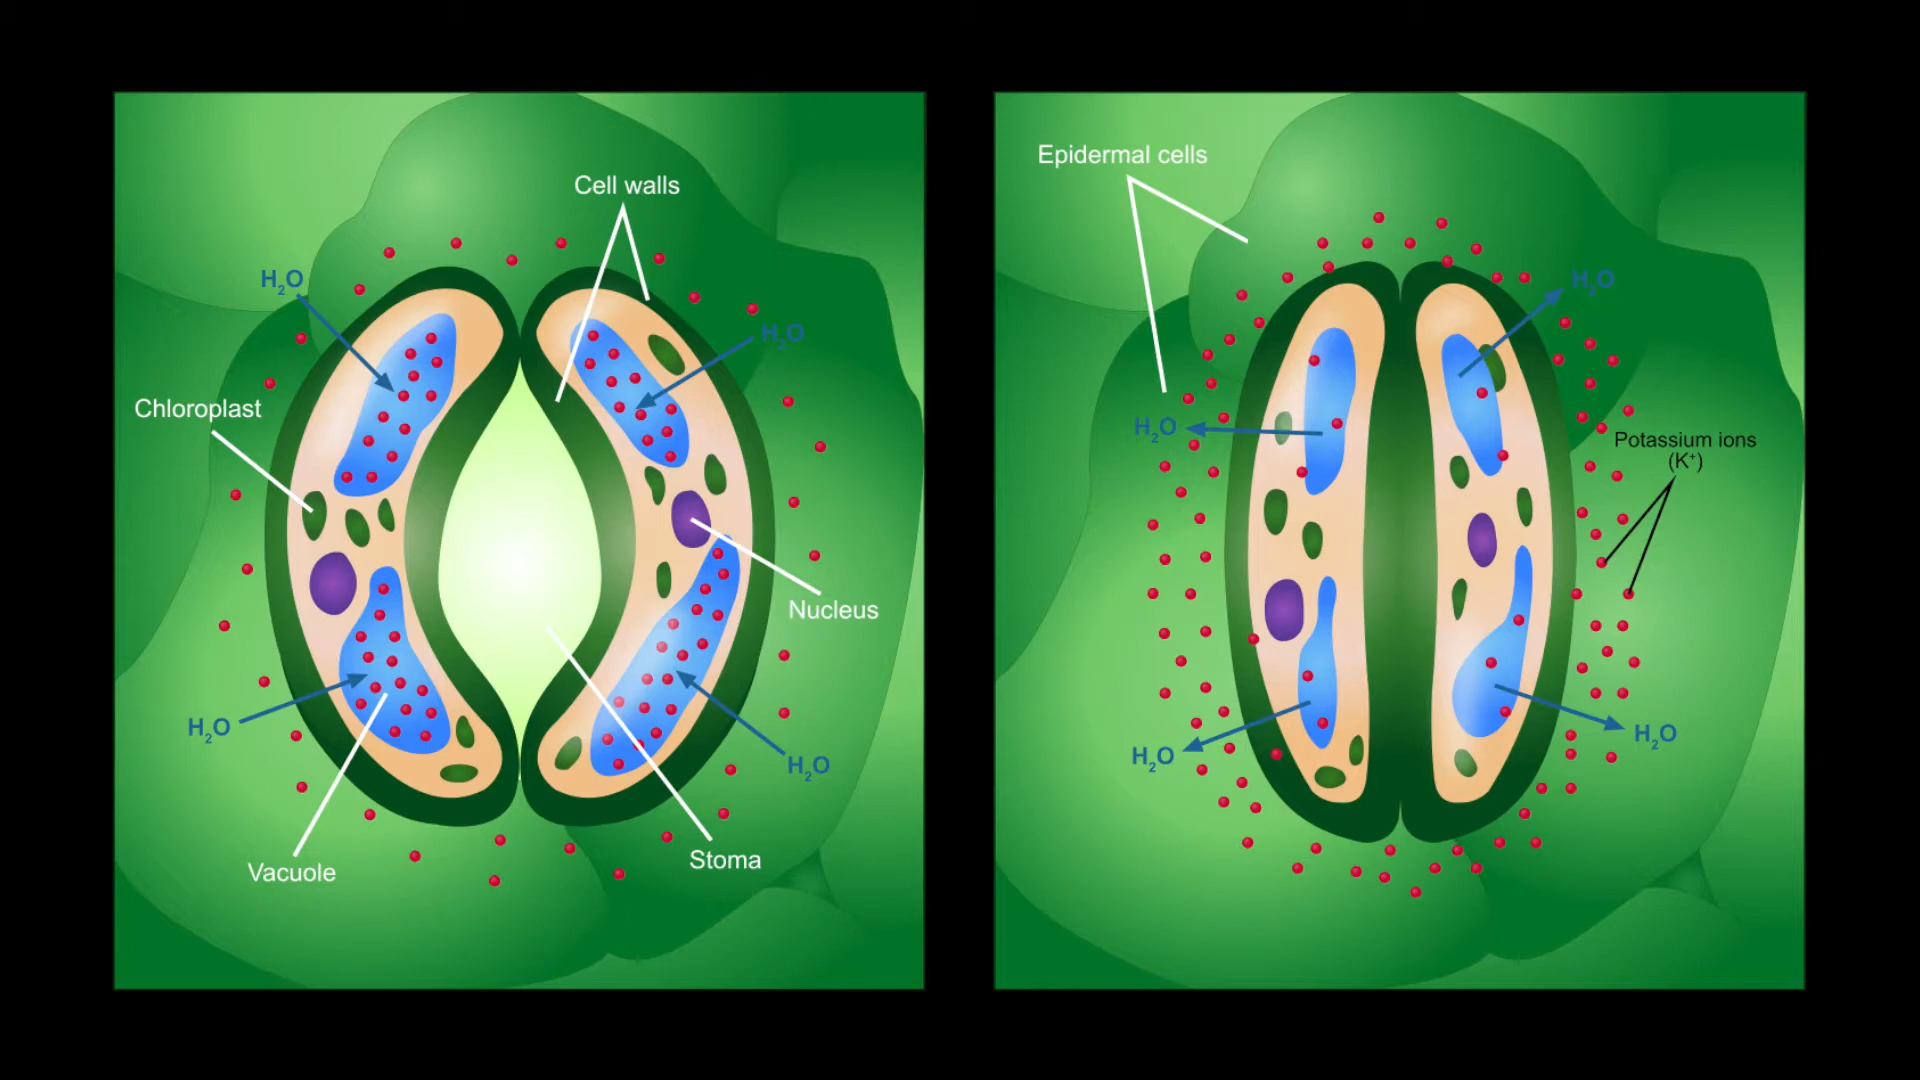 Cell walls
H₂O
H₂O
Chloroplast
Nucleus
H₂O
H₂O
Stoma
Vacuole
Epidermal cells
H₂O
H₂O
Potassium ions
(K⁺)
H₂O
H₂O